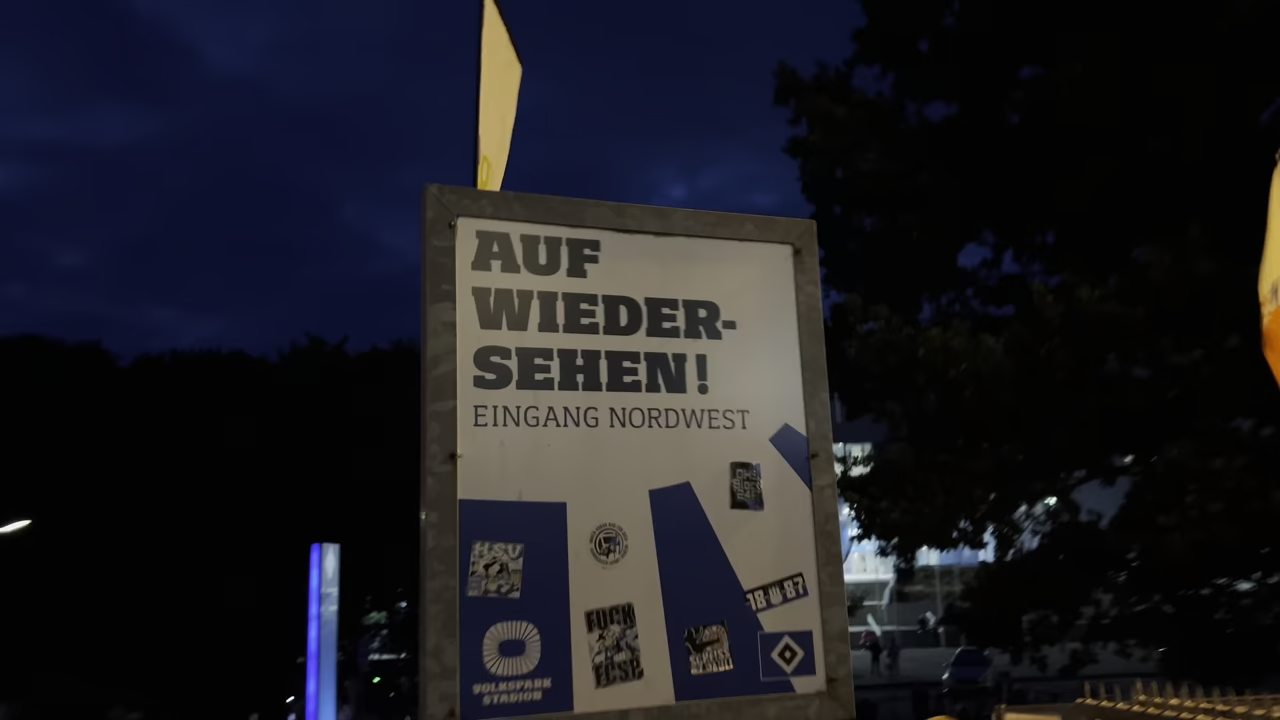 AUF
WIEDER-
SEHEN!
EINGANG NORDWEST
HSV
18 87
FUCK
FCSP
VOLKSPARK
STADION